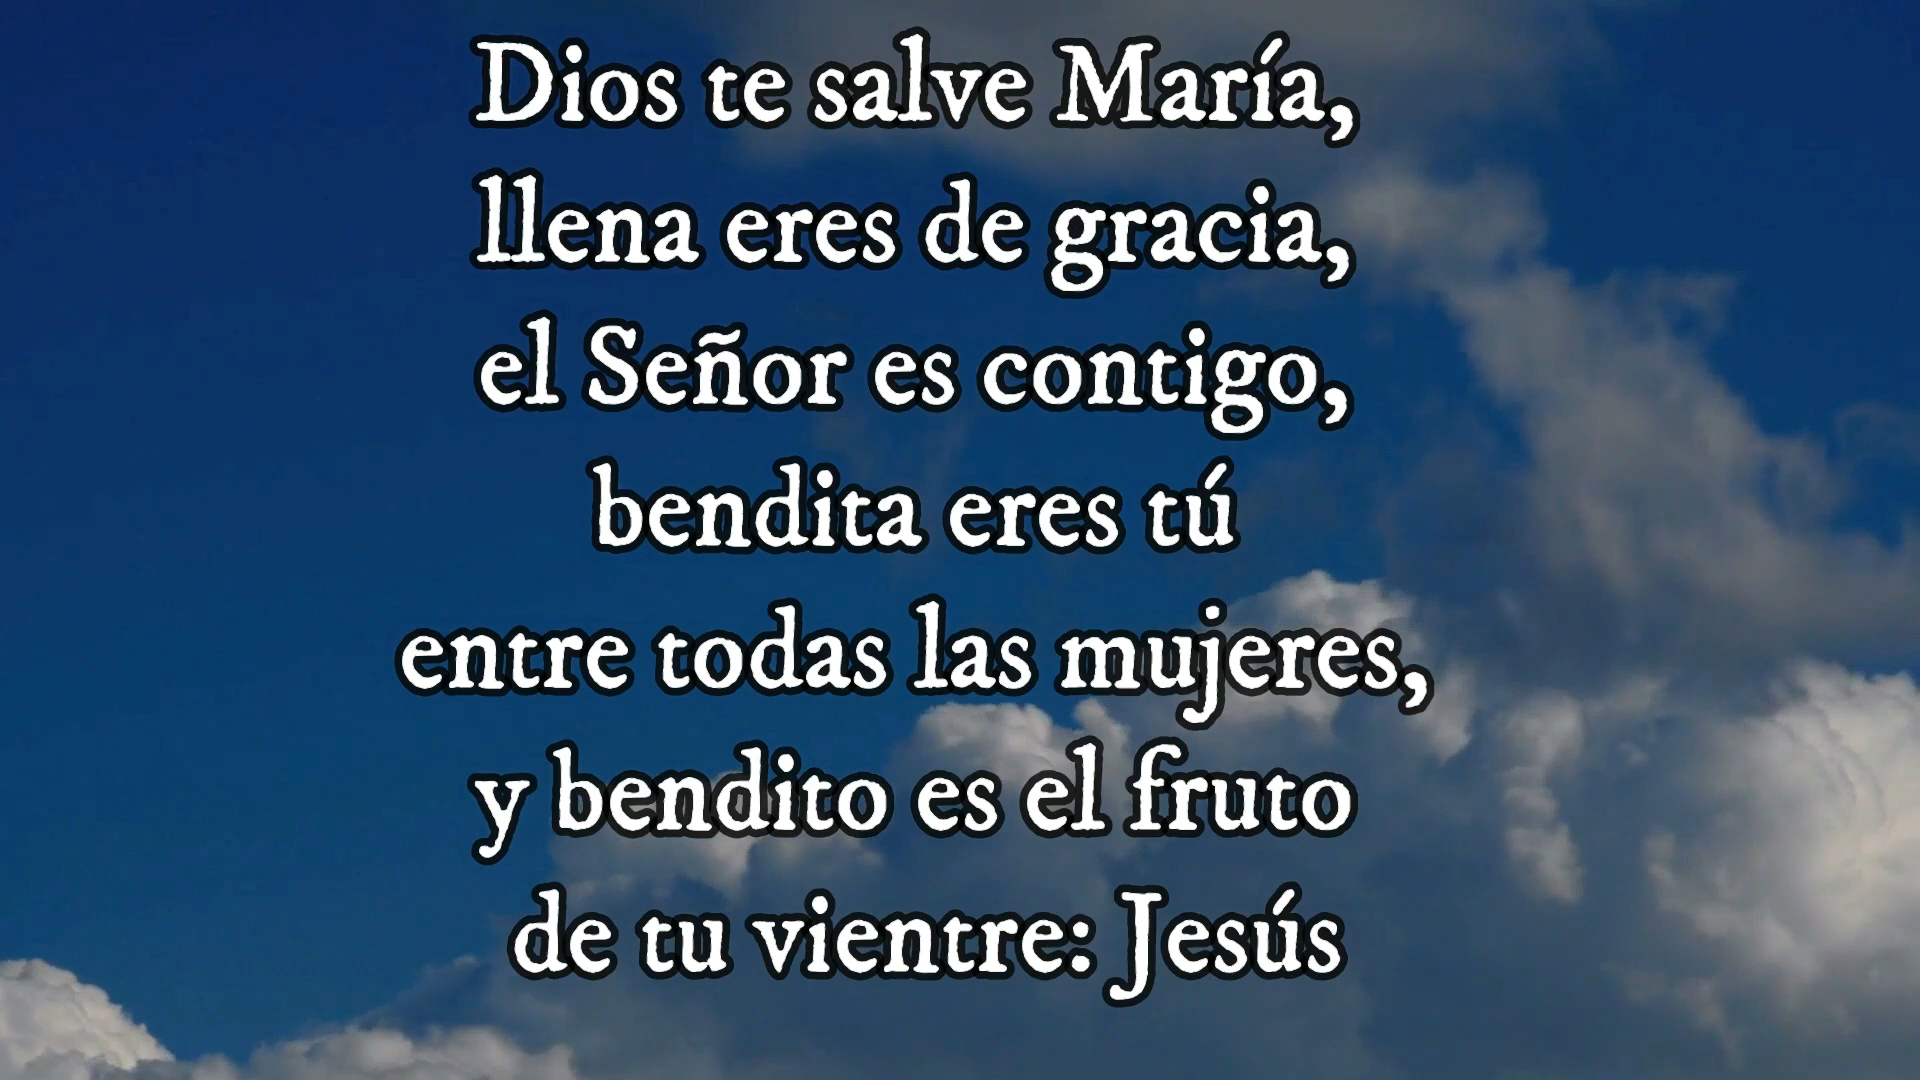 Dios te salve María,
llena eres de gracia,
el Señor es contigo,
bendita eres tú
entre todas las mujeres,
y bendito es el fruto
de tu vientre: Jesús